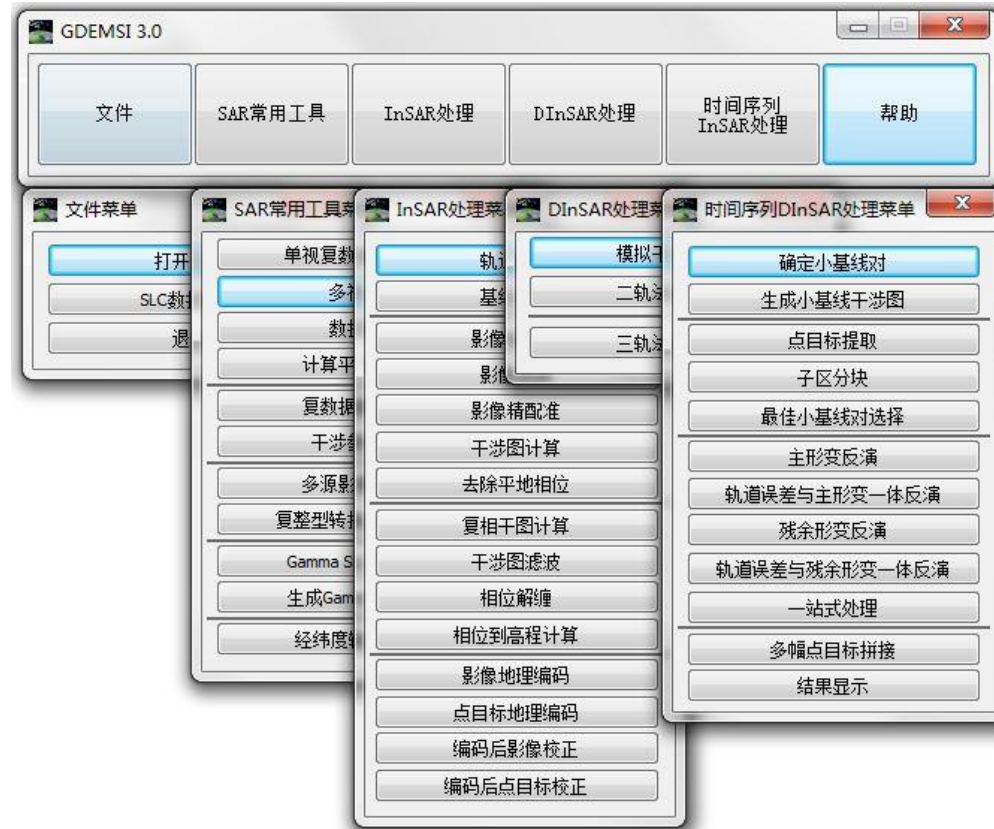 GDEMSI 3.0
文件
SAR常用工具
InSAR处理
DInSAR处理
时间序列
InSAR处理
帮助
文件菜单
打开
SLC数
退
SAR常用工具
单视复数
多
数
计算平
复数据
干涉
多源影
复整型转
Gamma S
生成Gam
经纬度
InSAR处理菜
轨
基
影像
影像
影像精配准
干涉图计算
去除平地相位
复相干图计算
干涉图滤波
相位解缠
相位到高程计算
影像地理编码
点目标地理编码
编码后影像校正
编码后点目标校正
DInSAR处理菜
模拟
二轨法
三轨法
时间序列DInSAR处理菜单
确定小基线对
生成小基线干涉图
点目标提取
子区分块
最佳小基线对选择
主形变反演
轨道误差与主形变一体反演
残余形变反演
轨道误差与残余形变一体反演
一站式处理
多幅点目标拼接
结果显示